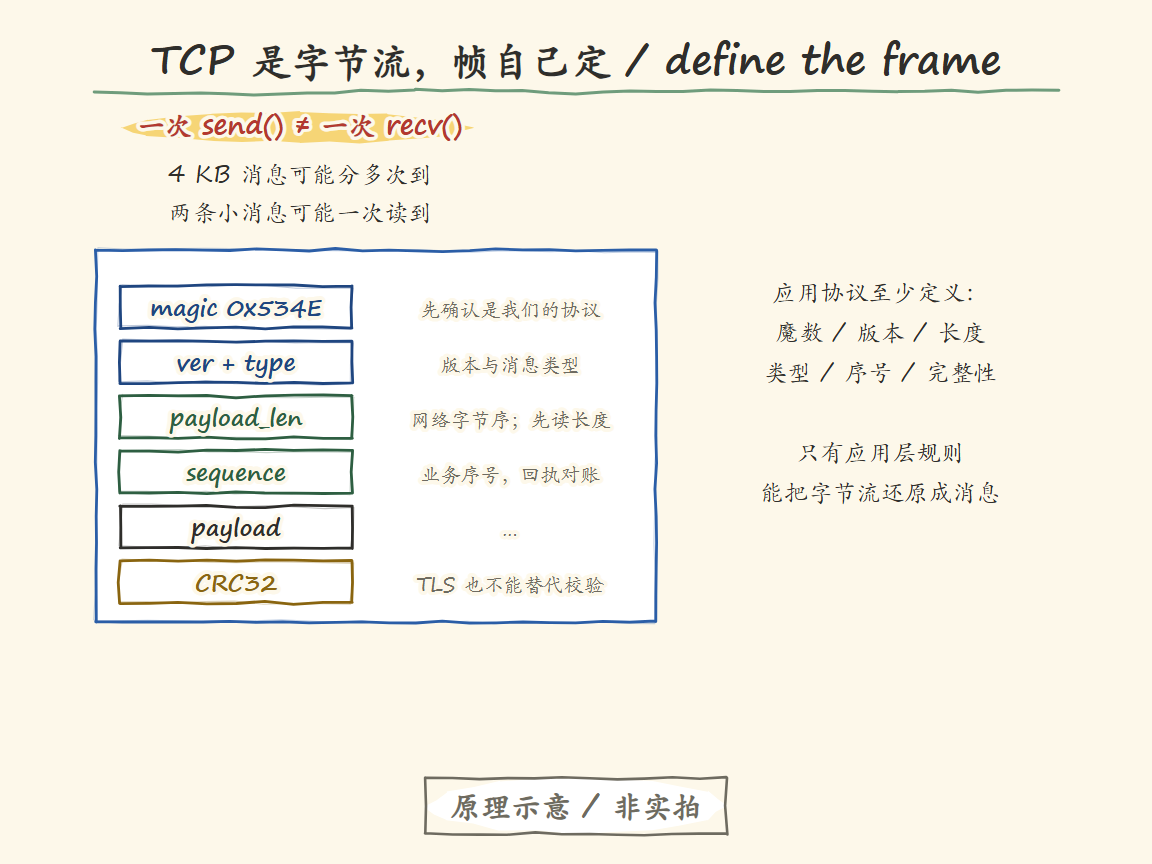 TCP 是字节流，帧自己定 / define the frame
一次 send() ≠ 一次 recv()
4 KB 消息可能分多次到
两条小消息可能一次读到
magic 0x534E
先确认是我们的协议
ver + type
版本与消息类型
payload_len
网络字节序；先读长度
sequence
业务序号，回执对账
payload
...
CRC32
TLS 也不能替代校验
应用协议至少定义：
魔数 / 版本 / 长度
类型 / 序号 / 完整性
只有应用层规则
能把字节流还原成消息
原理示意 / 非实拍